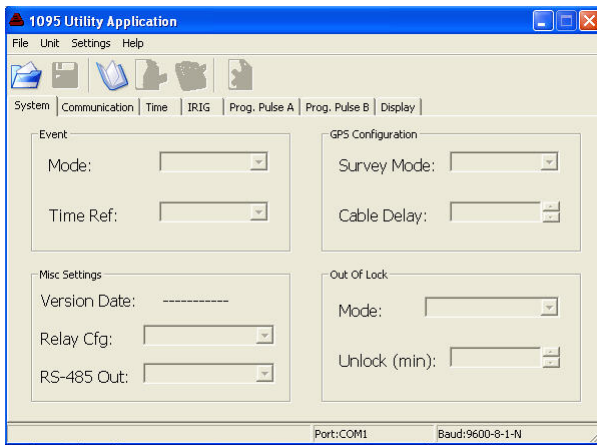 1095 Utility Application
File Unit Settings Help
System Communication Time IRIG Prog. Pulse A Prog. Pulse B Display
Event
Mode:
Time Ref:
GPS Configuration
Survey Mode:
Cable Delay:
Misc Settings
Version Date: -----------
Relay Cfg:
RS-485 Out:
Out Of Lock
Mode:
Unlock (min):
Port:COM1 Baud:9600-8-1-N